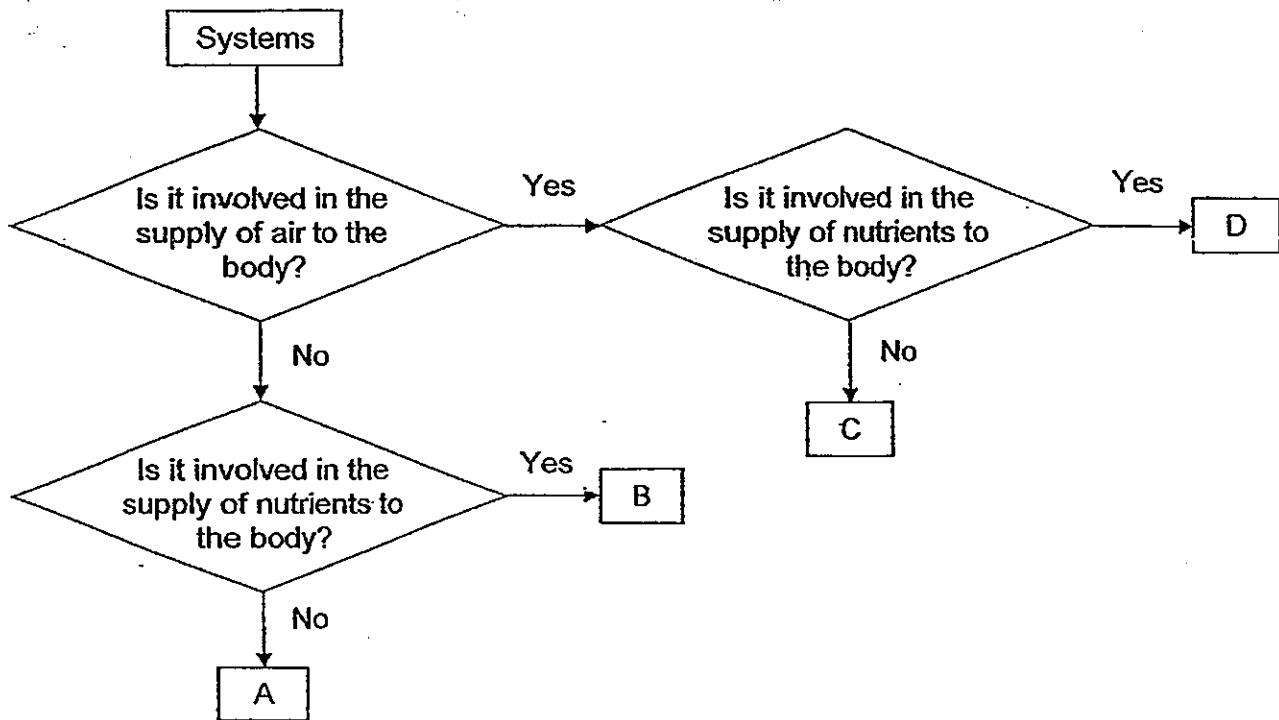 Systems
Is it involved in the
supply of air to the
body?
Yes
Is it involved in the
supply of nutrients to
the body?
Yes
D
No
No
C
Is it involved in the
supply of nutrients to
the body?
Yes
B
No
A